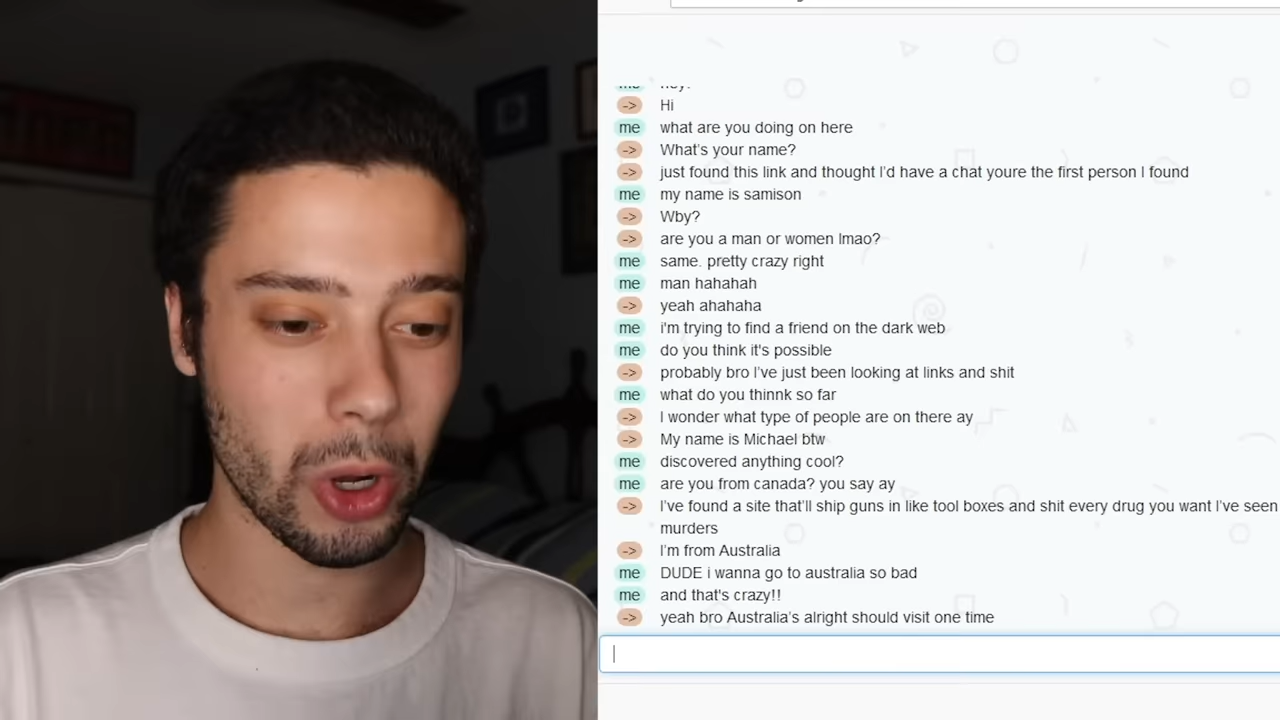 -> Hi
me what are you doing on here
-> What's your name?
-> just found this link and thought I'd have a chat youre the first person I found
me my name is samison
-> Wby?
-> are you a man or women lmao?
me same. pretty crazy right
me man hahahah
-> yeah ahahaha
me i'm trying to find a friend on the dark web
me do you think it's possible
-> probably bro I've just been looking at links and shit
me what do you thinnk so far
-> I wonder what type of people are on there ay
-> My name is Michael btw
me discovered anything cool?
me are you from canada? you say ay
-> I've found a site that'll ship guns in like tool boxes and shit every drug you want I've seen
murders
-> I'm from Australia
me DUDE i wanna go to australia so bad
me and that's crazy!!
-> yeah bro Australia's alright should visit one time